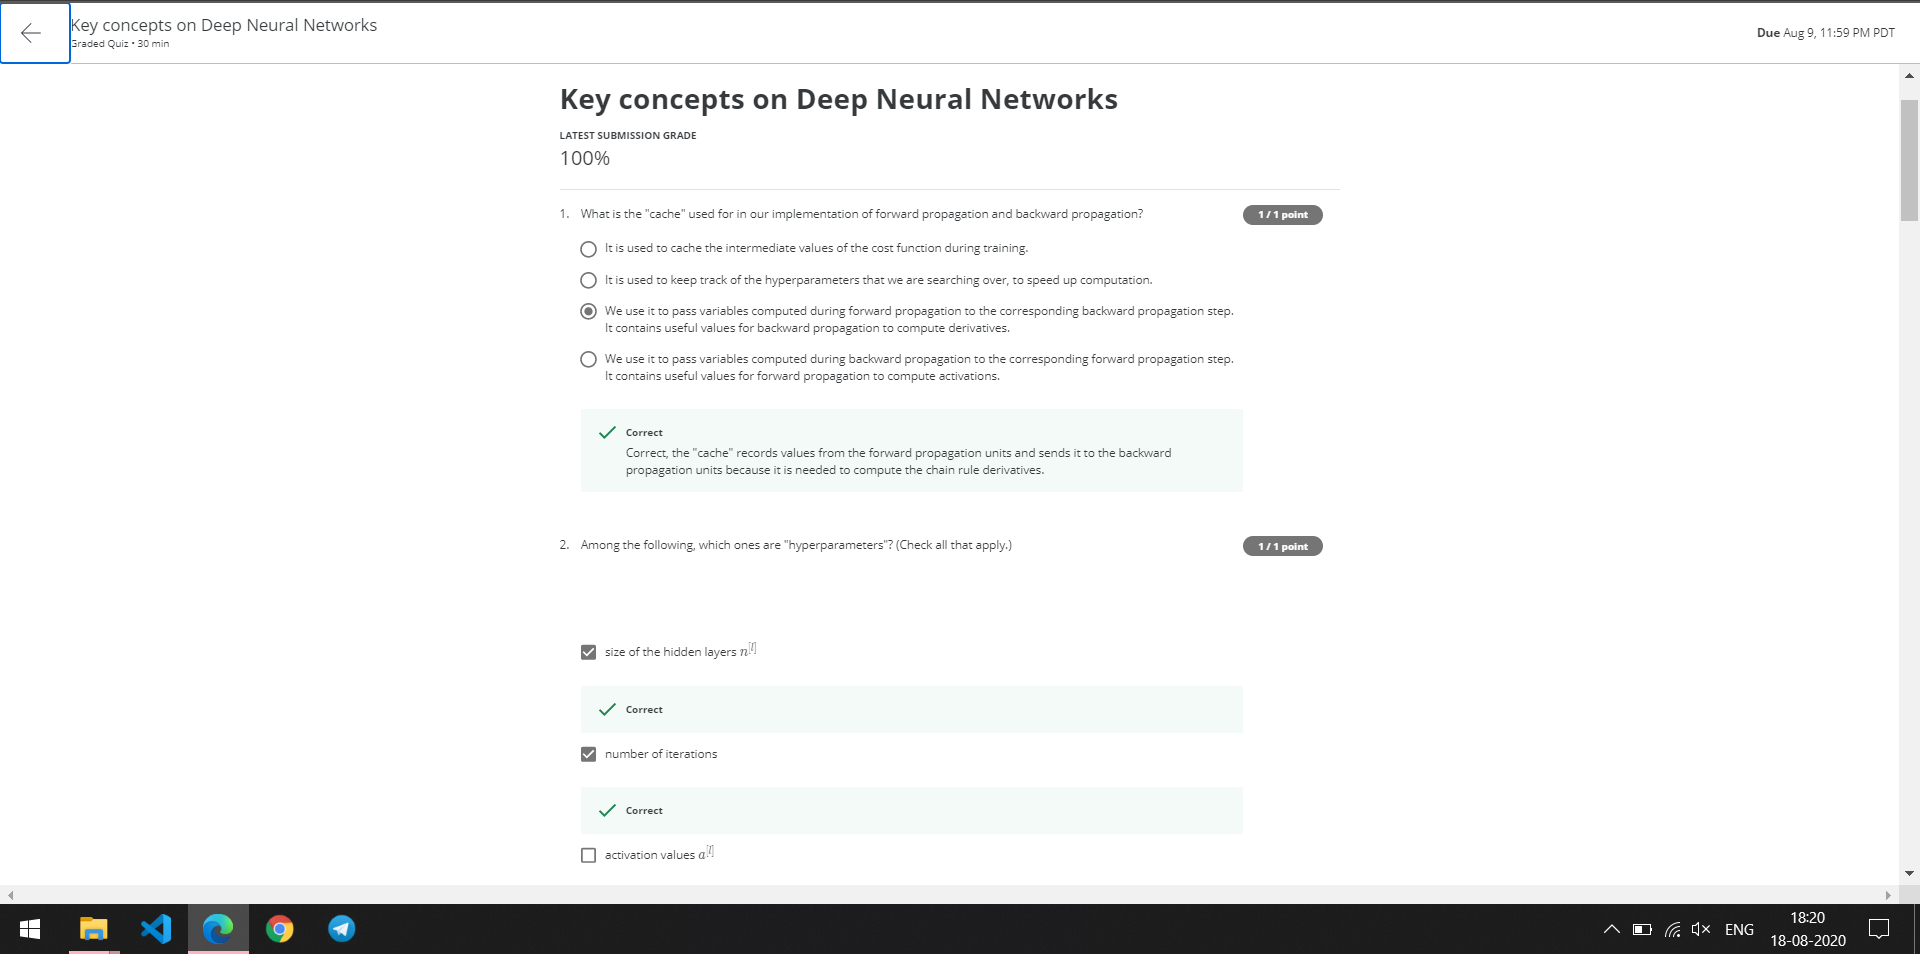 Key concepts on Deep Neural Networks
Graded Quiz • 30 min
Due Aug 9, 11:59 PM PDT
Key concepts on Deep Neural Networks
LATEST SUBMISSION GRADE
100%
1. What is the "cache" used for in our implementation of forward propagation and backward propagation?
1 / 1 point
It is used to cache the intermediate values of the cost function during training.
It is used to keep track of the hyperparameters that we are searching over, to speed up computation.
We use it to pass variables computed during forward propagation to the corresponding backward propagation step.
It contains useful values for backward propagation to compute derivatives.
We use it to pass variables computed during backward propagation to the corresponding forward propagation step.
It contains useful values for forward propagation to compute activations.
Correct
Correct, the "cache" records values from the forward propagation units and sends it to the backward
propagation units because it is needed to compute the chain rule derivatives.
2. Among the following, which ones are "hyperparameters"? (Check all that apply.)
1 / 1 point
size of the hidden layers n[l]
Correct
number of iterations
Correct
activation values a[l]
ENG
18:20
18-08-2020